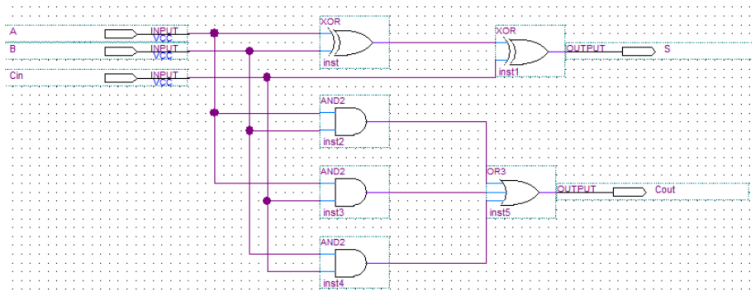 XOR
XOR
A INPUT
VCC
B INPUT
VCC
inst
OUTPUT S
Cin INPUT
VCC
inst1
AND2
inst2
AND2
OR3
inst3
OUTPUT Cout
inst5
AND2
inst4